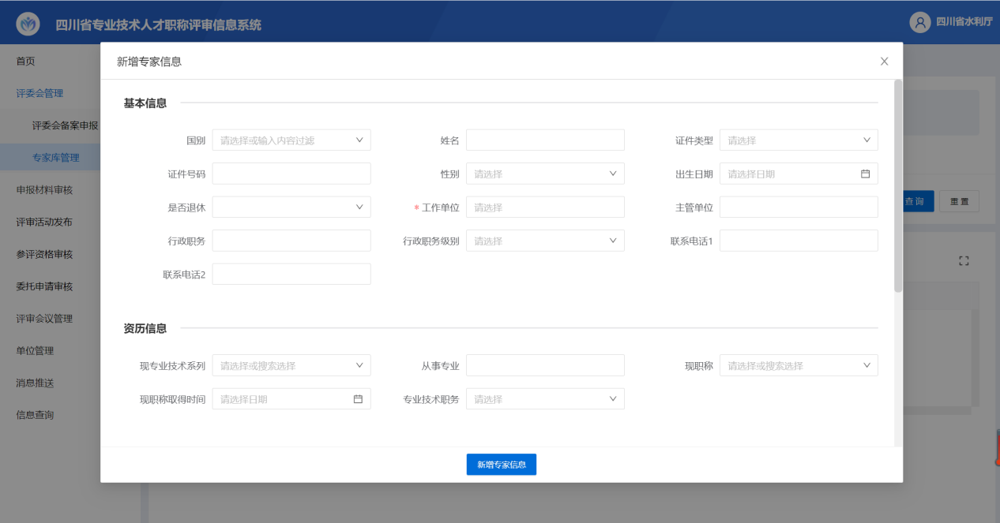 四川省专业技术人才职称评审信息系统
四川省水利厅
首页
评委会管理
评委会备案申报
专家库管理
申报材料审核
评审活动发布
参评资格审核
委托申请审核
评审会议管理
单位管理
消息推送
信息查询
新增专家信息
基本信息
国别 请选择或输入内容过滤 姓名 证件类型 请选择
证件号码 性别 请选择 出生日期 请选择日期
是否退休 * 工作单位 请选择 主管单位
行政职务 行政职务级别 请选择 联系电话1
联系电话2
资历信息
现专业技术系列 请选择或搜索选择 从事专业 现职称 请选择或搜索选择
现职称取得时间 请选择日期 专业技术职务 请选择
新增专家信息
查询 重置